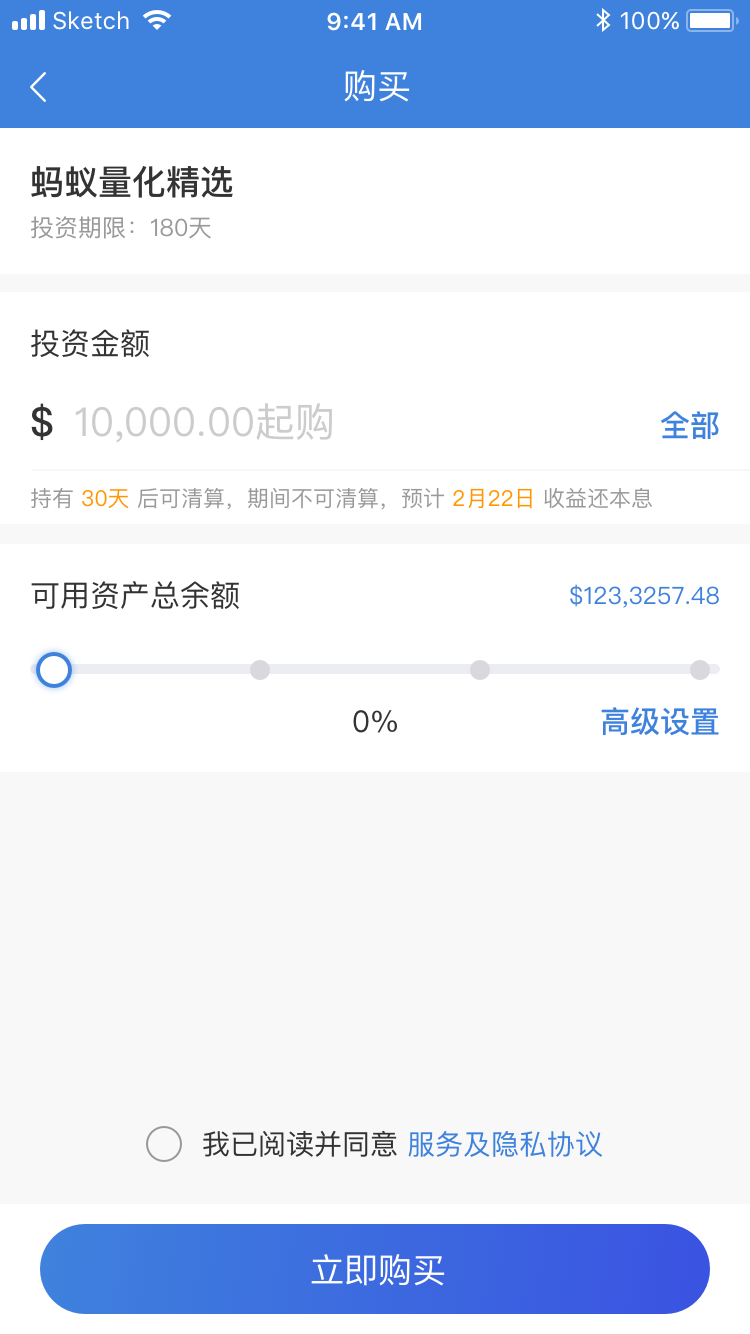 Sketch 9:41 AM 100%
购买
蚂蚁量化精选
投资期限：180天
投资金额
$ 10,000.00起购 全部
持有 30天 后可清算，期间不可清算，预计 2月22日 收益还本息
可用资产总余额 $123,3257.48
0% 高级设置
我已阅读并同意 服务及隐私协议
立即购买